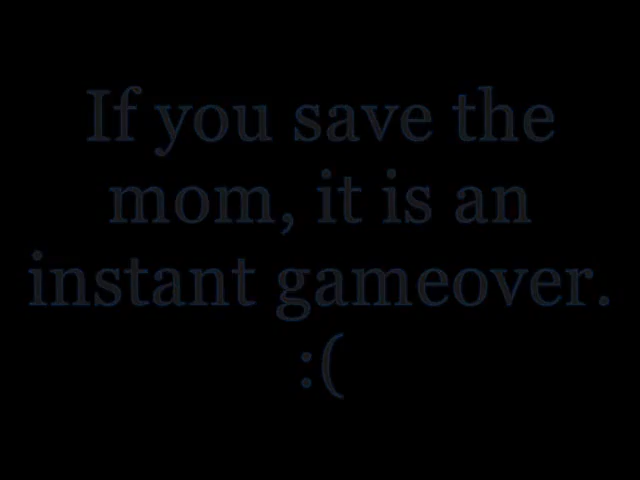 If you save the
mom, it is an
instant gameover.
:(